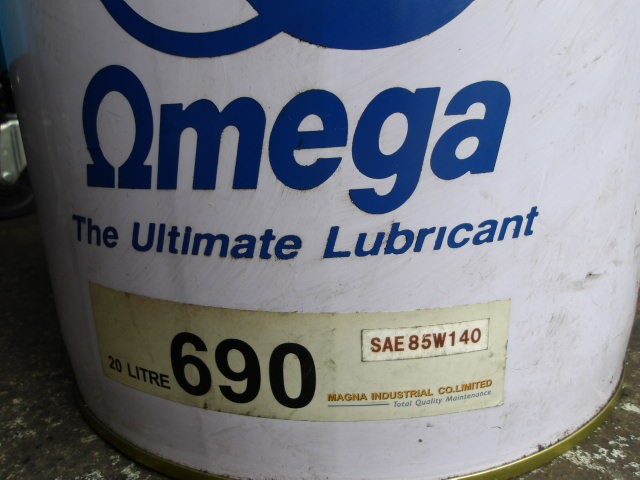 Ωmega
The Ultimate Lubricant
20 LITRE 690 SAE 85W140
MAGNA INDUSTRIAL CO.LIMITED
Total Quality Maintenance